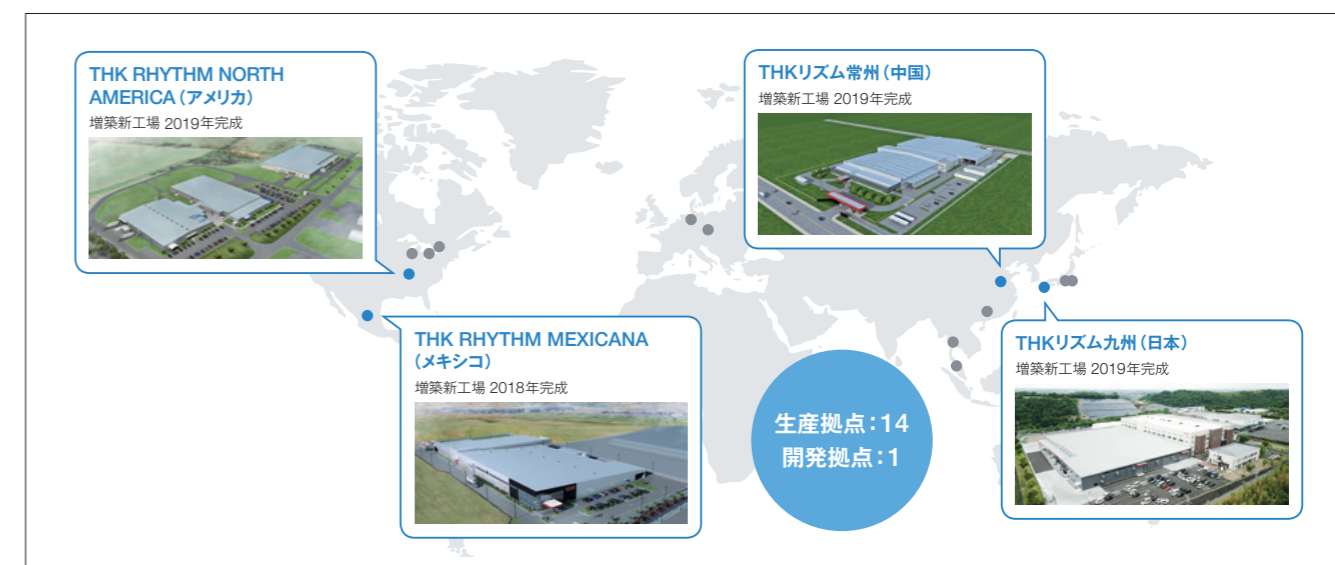 THK RHYTHM NORTH
AMERICA（アメリカ）
増築新工場 2019年完成
THKリズム常州（中国）
増築新工場 2019年完成
THK RHYTHM MEXICANA
（メキシコ）
増築新工場 2018年完成
生産拠点：14
開発拠点：1
THKリズム九州（日本）
増築新工場 2019年完成